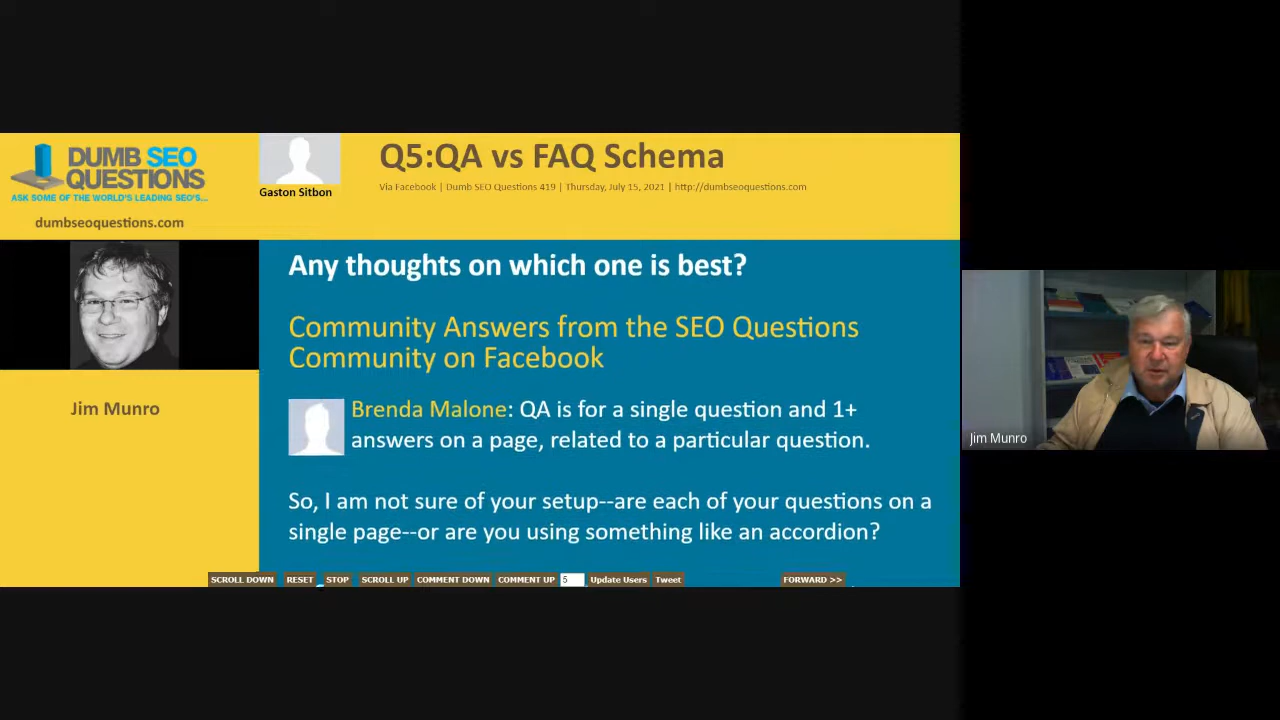 DUMB SEO
QUESTIONS
ASK SOME OF THE WORLD'S LEADING SEO'S...
dumbseoquestions.com
Gaston Sitbon
Q5:QA vs FAQ Schema
Via Facebook | Dumb SEO Questions 419 | Thursday, July 15, 2021 | http://dumbseoquestions.com
Jim Munro
Any thoughts on which one is best?
Community Answers from the SEO Questions
Community on Facebook
Brenda Malone: QA is for a single question and 1+
answers on a page, related to a particular question.
So, I am not sure of your setup--are each of your questions on a
single page--or are you using something like an accordion?
SCROLL DOWN RESET STOP SCROLL UP COMMENT DOWN COMMENT UP 5 Update Users Tweet FORWARD >>
Jim Munro